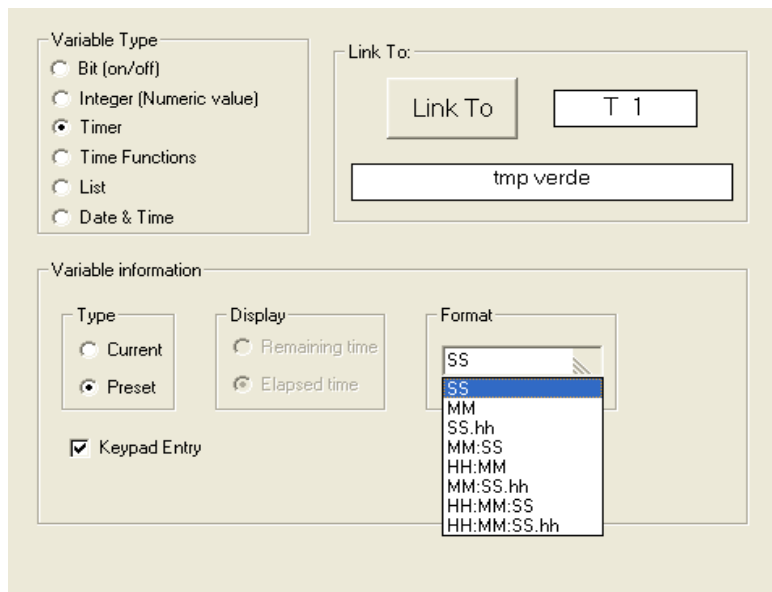 Variable Type
Bit (on/off)
Integer (Numeric value)
Timer
Time Functions
List
Date & Time
Link To:
Link To
T 1
tmp verde
Variable information
Type
Current
Preset
Display
Remaining time
Elapsed time
Format
SS
SS
MM
SS.hh
MM:SS
HH:MM
MM:SS.hh
HH:MM:SS
HH:MM:SS.hh
Keypad Entry